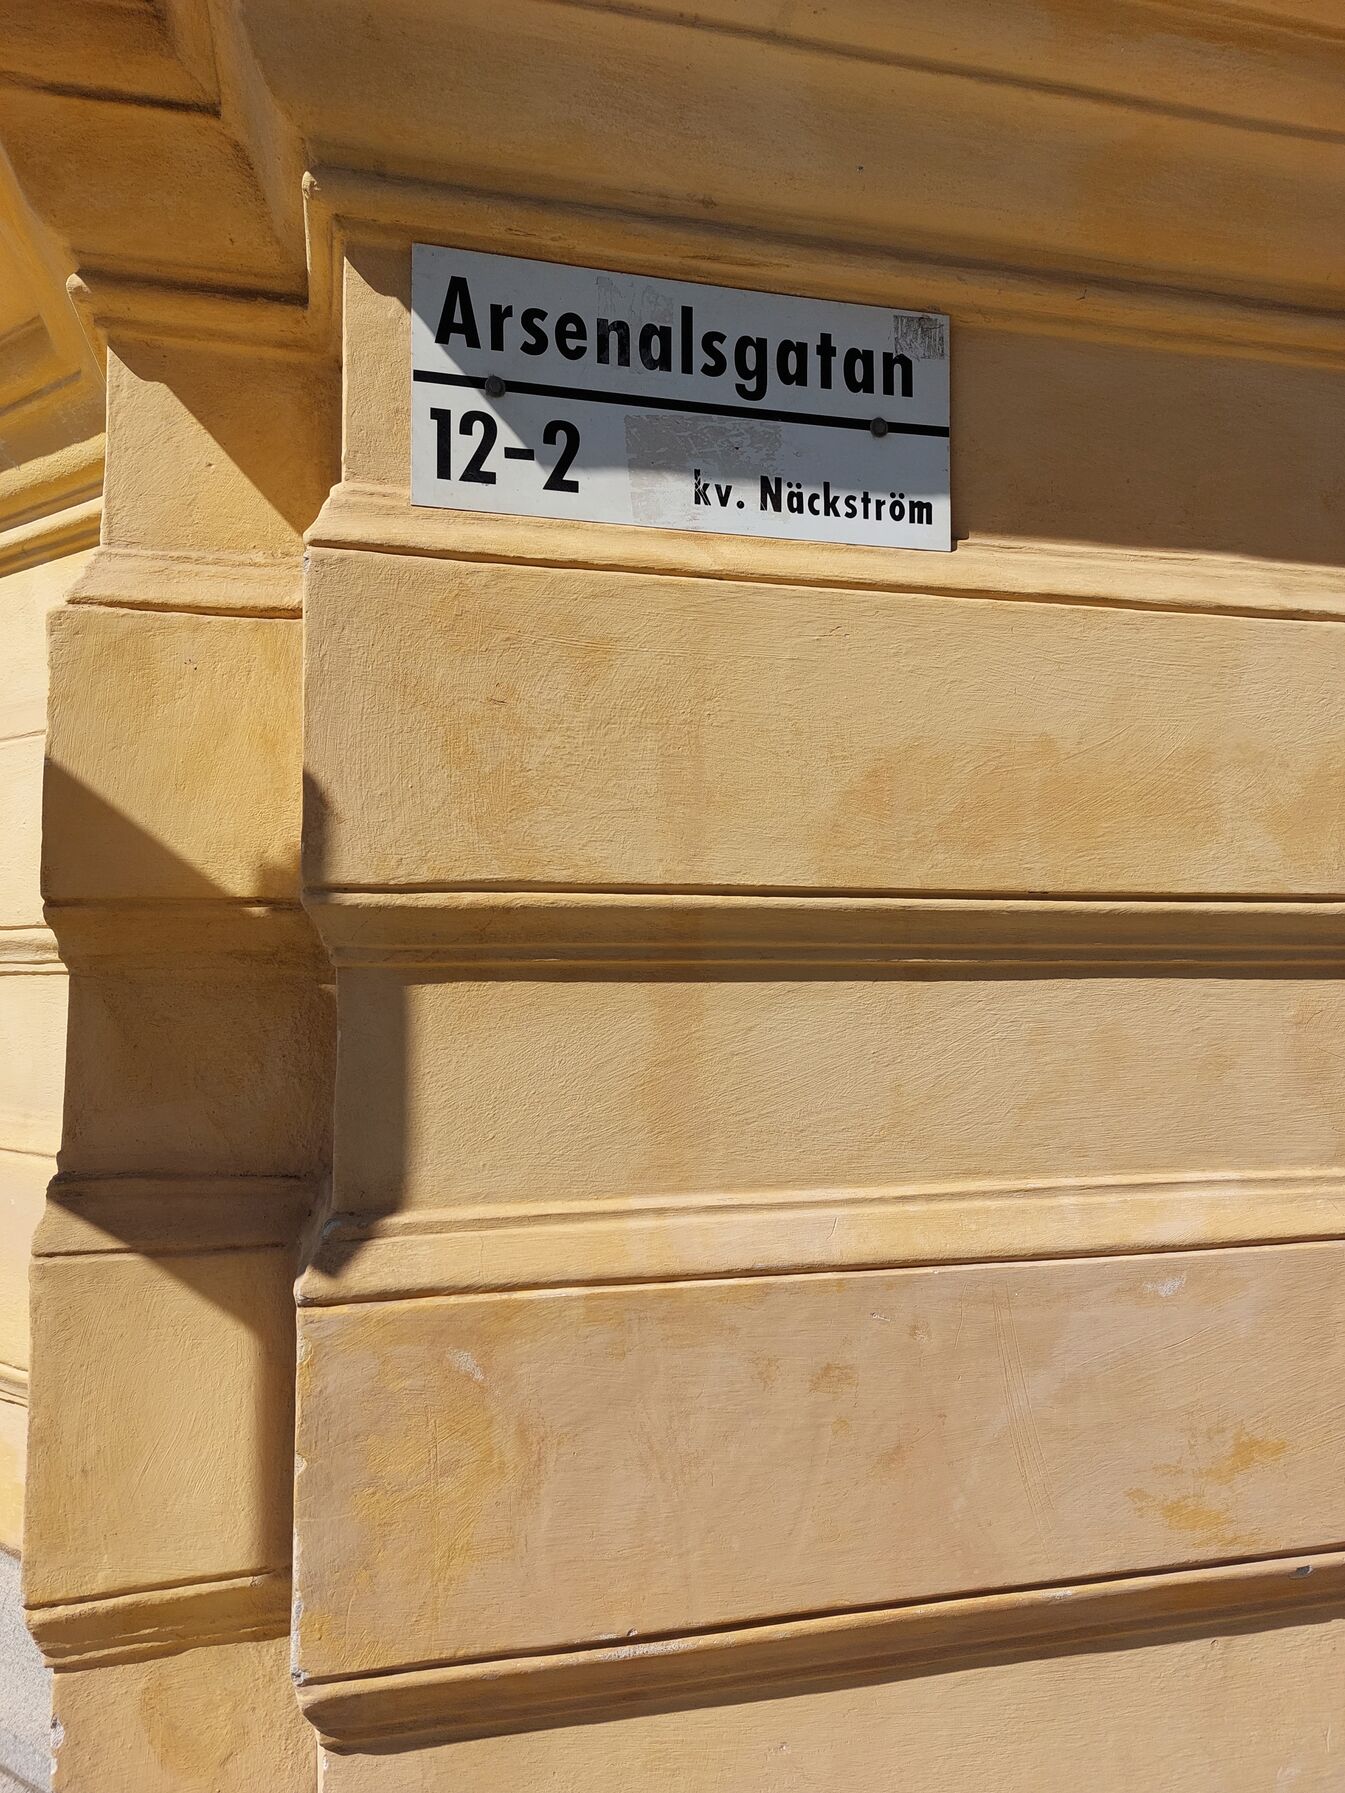 Arsenalsgatan
12-2
kv. Näckström